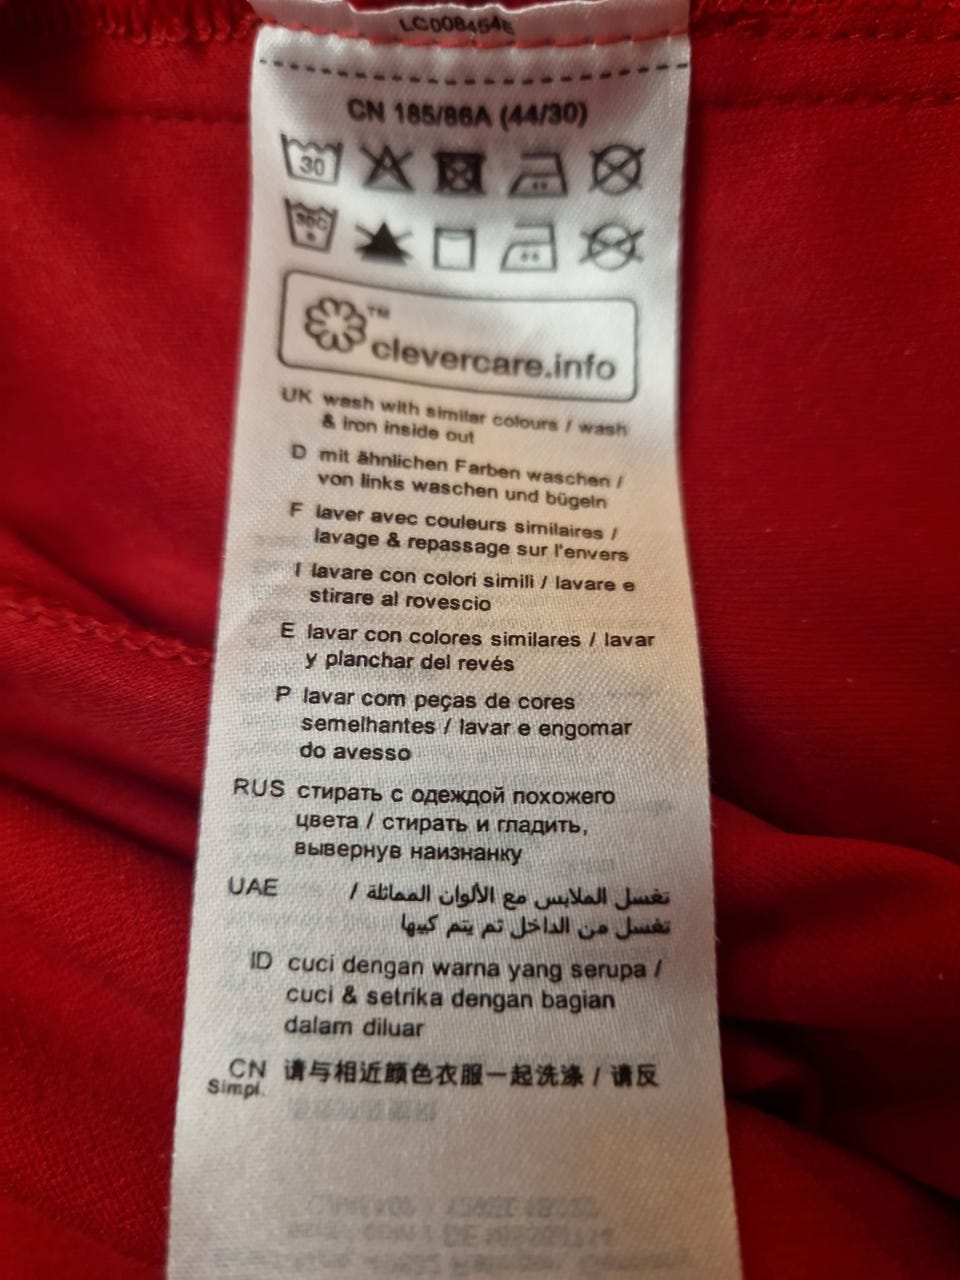 LC008454E
CN 185/86A (44/30)
30
30C
™
clevercare.info
UK wash with similar colours / wash
& iron inside out
D mit ähnlichen Farben waschen /
von links waschen und bügeln
F laver avec couleurs similaires /
lavage & repassage sur l'envers
I lavare con colori simili / lavare e
stirare al rovescio
E lavar con colores similares / lavar
y planchar del revés
P lavar com peças de cores
semelhantes / lavar e engomar
do avesso
RUS стирать с одеждой похожего
цвета / стирать и гладить,
вывернув наизнанку
UAE تغسل الملابس مع الألوان المماثلة /
تغسل من الداخل ثم يتم كيها
ID cuci dengan warna yang serupa /
cuci & setrika dengan bagian
dalam diluar
CN 请与相近颜色衣服一起洗涤 / 请反
Simpl.